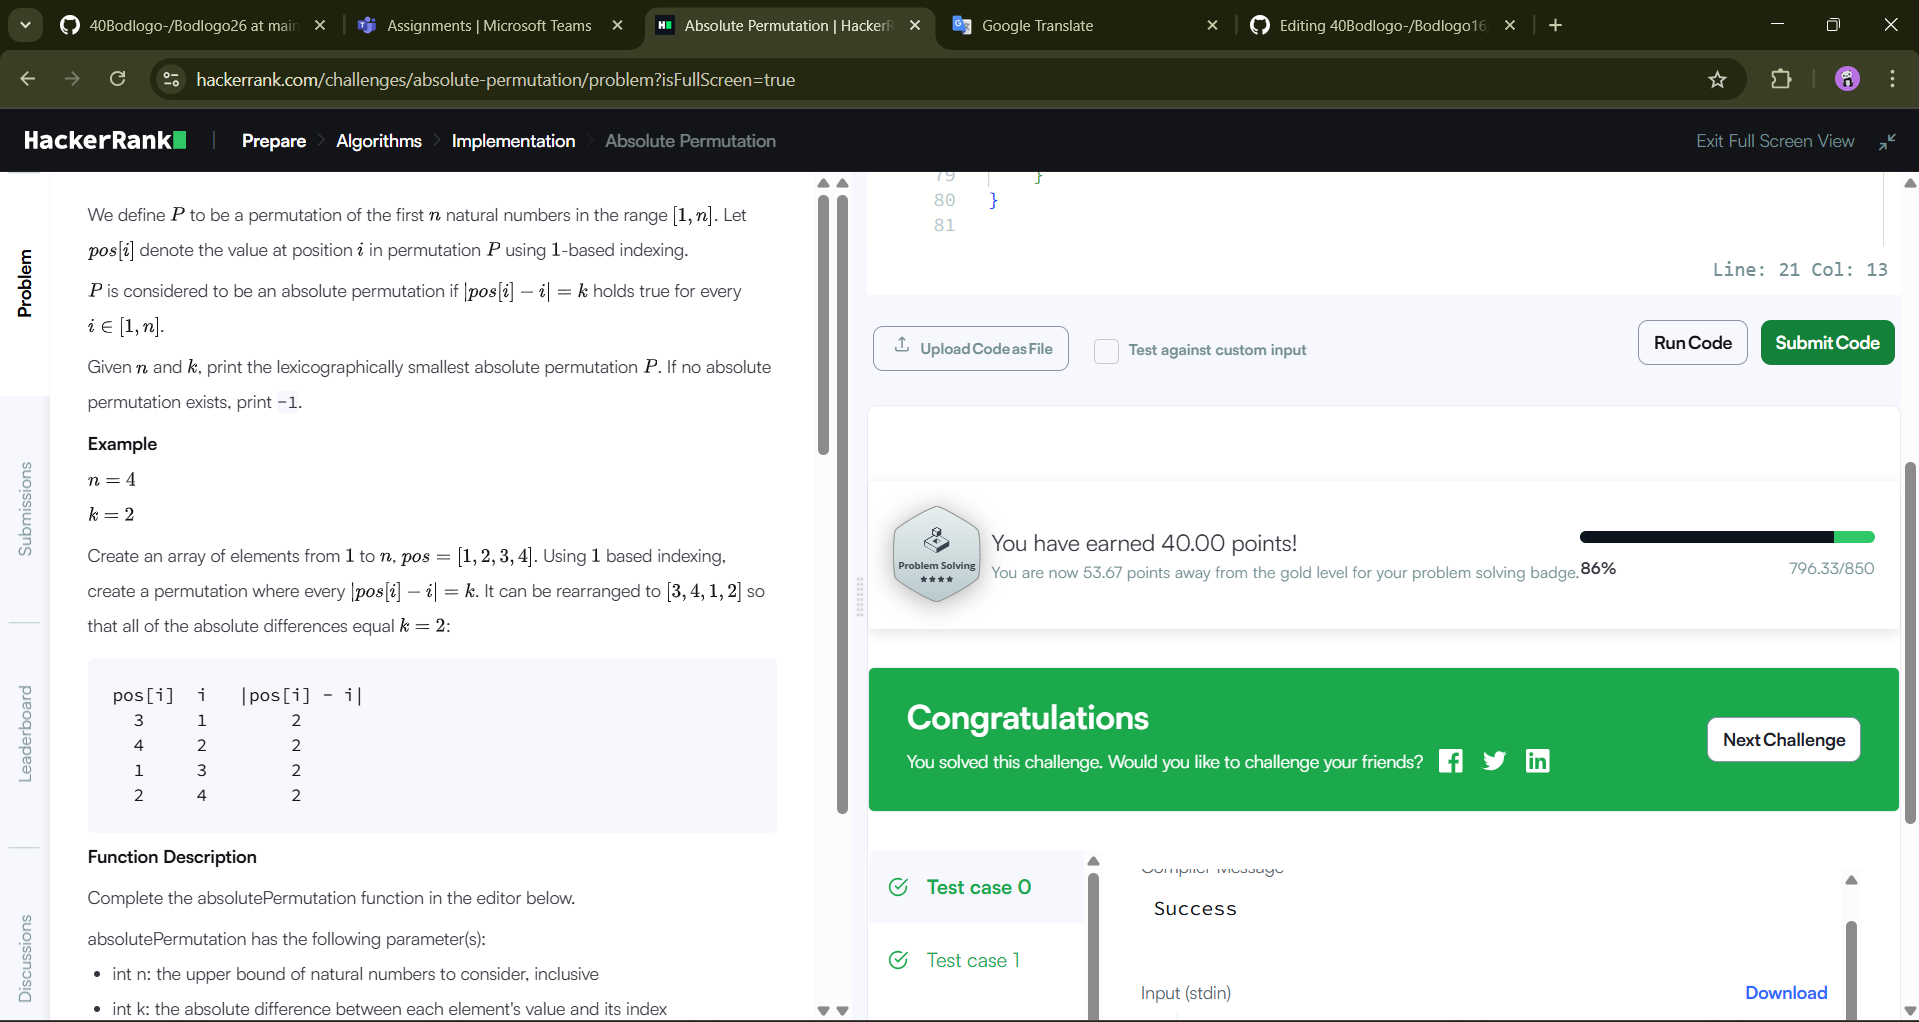 40Bodlogo-/Bodlogo26 at main
Assignments | Microsoft Teams
Absolute Permutation | HackerR
Google Translate
Editing 40Bodlogo-/Bodlogo16,
hackerrank.com/challenges/absolute-permutation/problem?isFullScreen=true
HackerRank
Prepare
Algorithms
Implementation
Absolute Permutation
Exit Full Screen View
Problem
Submissions
Leaderboard
Discussions
We define P to be a permutation of the first n natural numbers in the range [1, n]. Let
pos[i] denote the value at position i in permutation P using 1-based indexing.
P is considered to be an absolute permutation if |pos[i] − i| = k holds true for every
i ∈ [1, n].
Given n and k, print the lexicographically smallest absolute permutation P. If no absolute
permutation exists, print -1.
Example
n = 4
k = 2
Create an array of elements from 1 to n, pos = [1, 2, 3, 4]. Using 1 based indexing,
create a permutation where every |pos[i] − i| = k. It can be rearranged to [3, 4, 1, 2] so
that all of the absolute differences equal k = 2:
pos[i] i |pos[i] - i|
3 1 2
4 2 2
1 3 2
2 4 2
Function Description
Complete the absolutePermutation function in the editor below.
absolutePermutation has the following parameter(s):
• int n: the upper bound of natural numbers to consider, inclusive
• int k: the absolute difference between each element's value and its index
79 }
80 }
81
Line: 21 Col: 13
Upload Code as File
Test against custom input
Run Code
Submit Code
Problem Solving
★★★★
You have earned 40.00 points!
You are now 53.67 points away from the gold level for your problem solving badge.
86%
796.33/850
Congratulations
You solved this challenge. Would you like to challenge your friends?
Next Challenge
Test case 0
Test case 1
Compiler Message
Success
Input (stdin)
Download